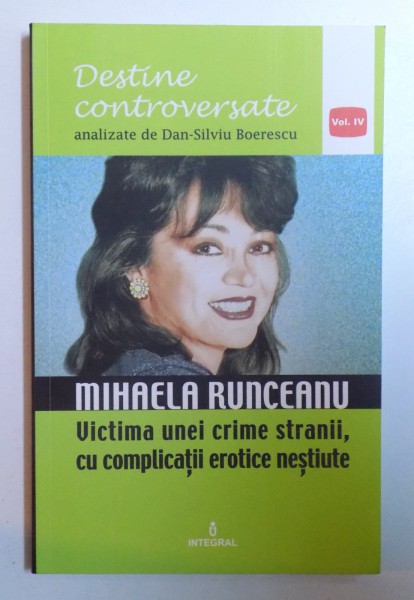 Destine
controversate
analizate de Dan-Silviu Boerescu
Vol. IV
MIHAELA RUNCEANU
Victima unei crime stranii,
cu complicații erotice neștiute
INTEGRAL